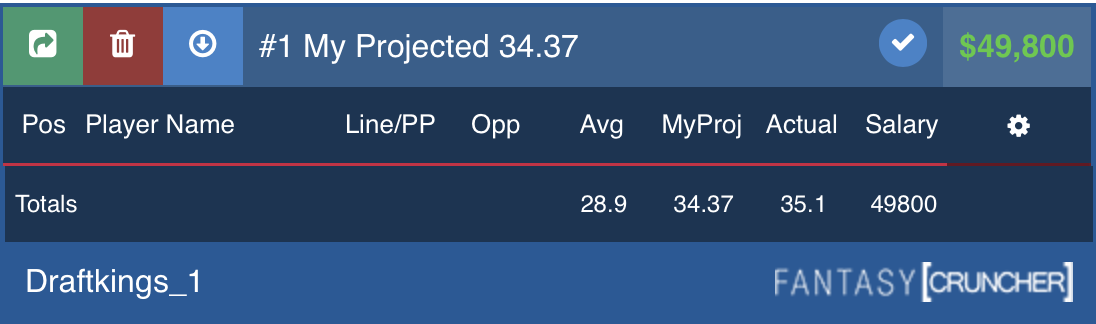 #1 My Projected 34.37 $49,800
Pos Player Name Line/PP Opp Avg MyProj Actual Salary
Totals 28.9 34.37 35.1 49800
Draftkings_1 FANTASY[CRUNCHER]